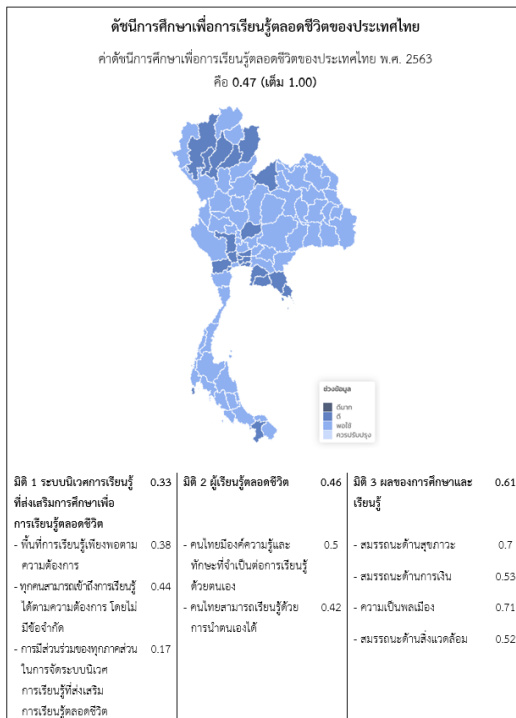 ดัชนีการศึกษาเพื่อการเรียนรู้ตลอดชีวิตของประเทศไทย
ค่าดัชนีการศึกษาเพื่อการเรียนรู้ตลอดชีวิตของประเทศไทย พ.ศ. 2563
คือ 0.47 (เต็ม 1.00)
ช่วงข้อมูล
ดีมาก
ดี
พอใช้
ควรปรับปรุง
มิติ 1 ระบบนิเวศการเรียนรู้ 0.33
ที่ส่งเสริมการศึกษาเพื่อ
การเรียนรู้ตลอดชีวิต
- พื้นที่การเรียนรู้เพียงพอตาม 0.38
ความต้องการ
- ทุกคนสามารถเข้าถึงการเรียนรู้ 0.44
ได้ตามความต้องการ โดยไม่
มีข้อจำกัด
- การมีส่วนร่วมของทุกภาคส่วน 0.17
ในการจัดระบบนิเวศ
การเรียนรู้ที่ส่งเสริม
การเรียนรู้ตลอดชีวิต
มิติ 2 ผู้เรียนรู้ตลอดชีวิต 0.46
- คนไทยมีองค์ความรู้และ 0.5
ทักษะที่จำเป็นต่อการเรียนรู้
ด้วยตนเอง
- คนไทยสามารถเรียนรู้ด้วย 0.42
การนำตนเองได้
มิติ 3 ผลของการศึกษาและ 0.61
เรียนรู้
- สมรรถนะด้านสุขภาวะ 0.7
- สมรรถนะด้านการเงิน 0.53
- ความเป็นพลเมือง 0.71
- สมรรถนะด้านสิ่งแวดล้อม 0.52